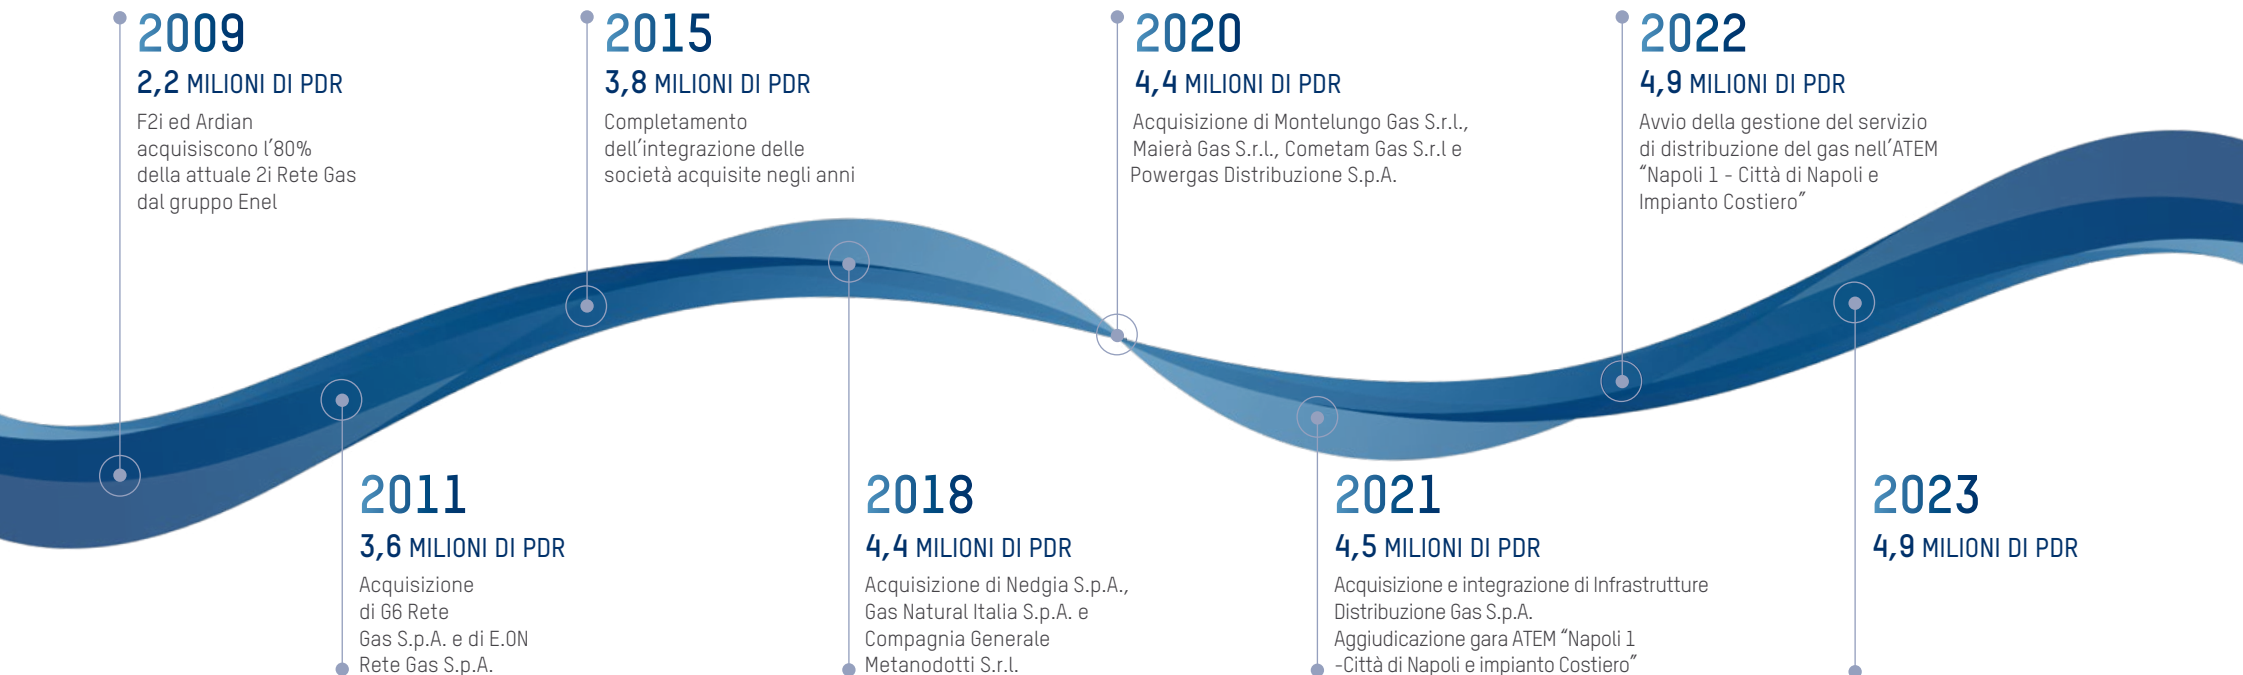 2009
2,2 MILIONI DI PDR
F2i ed Ardian
acquisiscono l'80%
della attuale 2i Rete Gas
dal gruppo Enel
2011
3,6 MILIONI DI PDR
Acquisizione
di G6 Rete
Gas S.p.A. e di E.ON
Rete Gas S.p.A.
2015
3,8 MILIONI DI PDR
Completamento
dell'integrazione delle
società acquisite negli anni
2018
4,4 MILIONI DI PDR
Acquisizione di Nedgia S.p.A.,
Gas Natural Italia S.p.A. e
Compagnia Generale
Metanodotti S.r.l.
2020
4,4 MILIONI DI PDR
Acquisizione di Montelungo Gas S.r.l.,
Maierà Gas S.r.l., Cometam Gas S.r.l e
Powergas Distribuzione S.p.A.
2021
4,5 MILIONI DI PDR
Acquisizione e integrazione di Infrastrutture
Distribuzione Gas S.p.A.
Aggiudicazione gara ATEM "Napoli 1
-Città di Napoli e impianto Costiero"
2022
4,9 MILIONI DI PDR
Avvio della gestione del servizio
di distribuzione del gas nell'ATEM
"Napoli 1 - Città di Napoli e
Impianto Costiero"
2023
4,9 MILIONI DI PDR